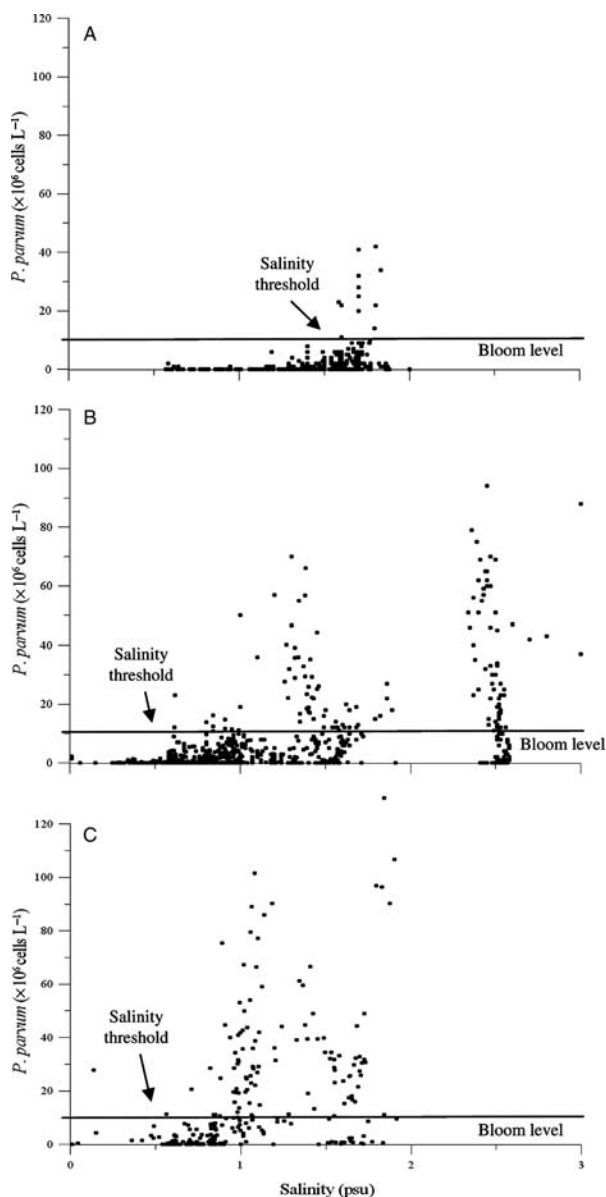 A
120
100
80
60
40
20
0
P. parvum (×10⁶ cells L⁻¹)
Salinity
threshold
Bloom level
B
120
100
80
60
40
20
0
P. parvum (×10⁶ cells L⁻¹)
Salinity
threshold
Bloom level
C
120
100
80
60
40
20
0
P. parvum (×10⁶ cells L⁻¹)
Salinity
threshold
Bloom level
0 1 2 3
Salinity (psu)